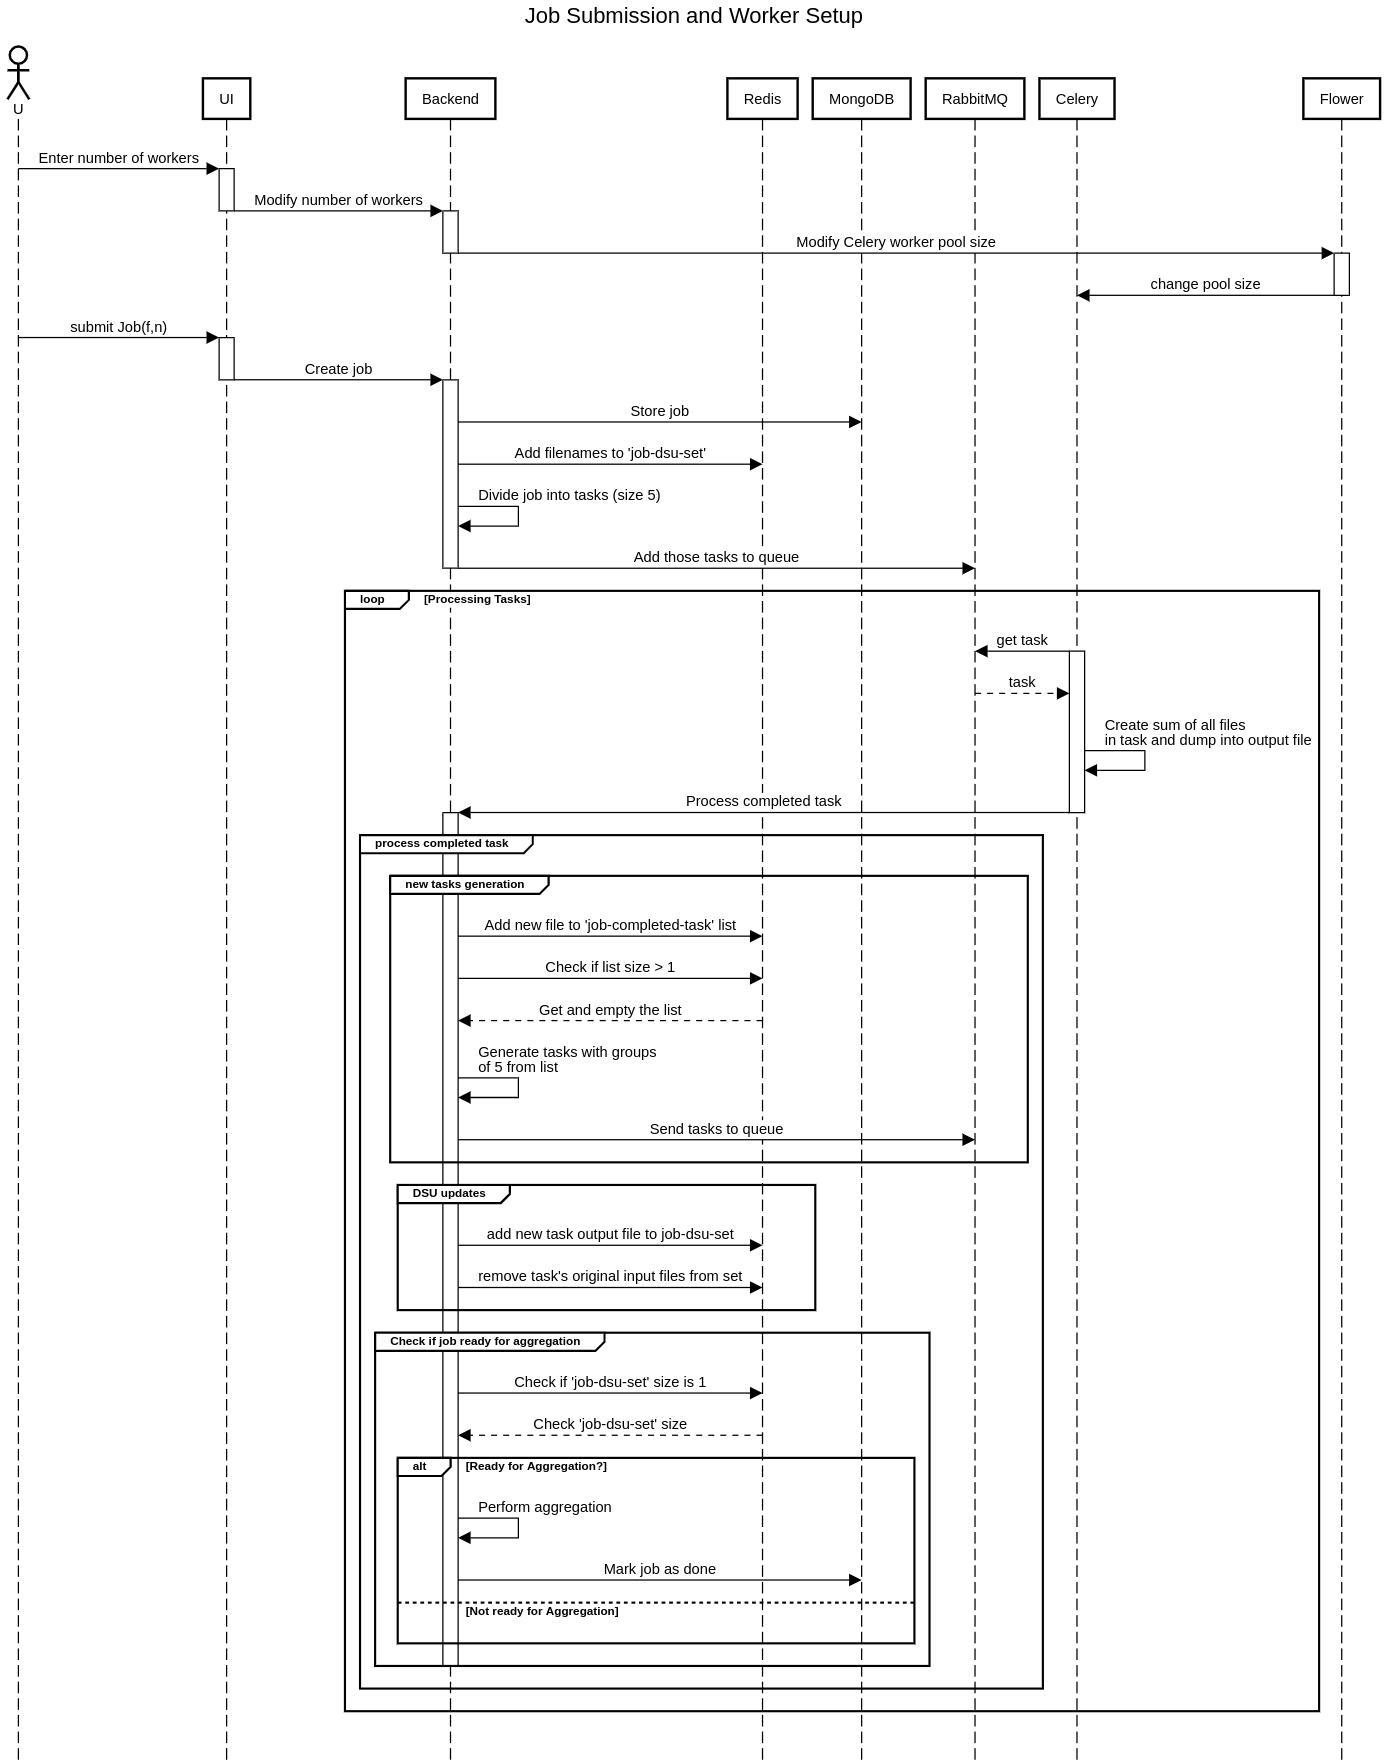 Job Submission and Worker Setup
U
UI
Backend
Redis
MongoDB
RabbitMQ
Celery
Flower
Enter number of workers
Modify number of workers
Modify Celery worker pool size
change pool size
submit Job(f,n)
Create job
Store job
Add filenames to 'job-dsu-set'
Divide job into tasks (size 5)
Add those tasks to queue
loop
[Processing Tasks]
get task
task
Create sum of all files
in task and dump into output file
Process completed task
process completed task
new tasks generation
Add new file to 'job-completed-task' list
Check if list size > 1
Get and empty the list
Generate tasks with groups
of 5 from list
Send tasks to queue
DSU updates
add new task output file to job-dsu-set
remove task's original input files from set
Check if job ready for aggregation
Check if 'job-dsu-set' size is 1
Check 'job-dsu-set' size
alt
[Ready for Aggregation?]
Perform aggregation
Mark job as done
[Not ready for Aggregation]